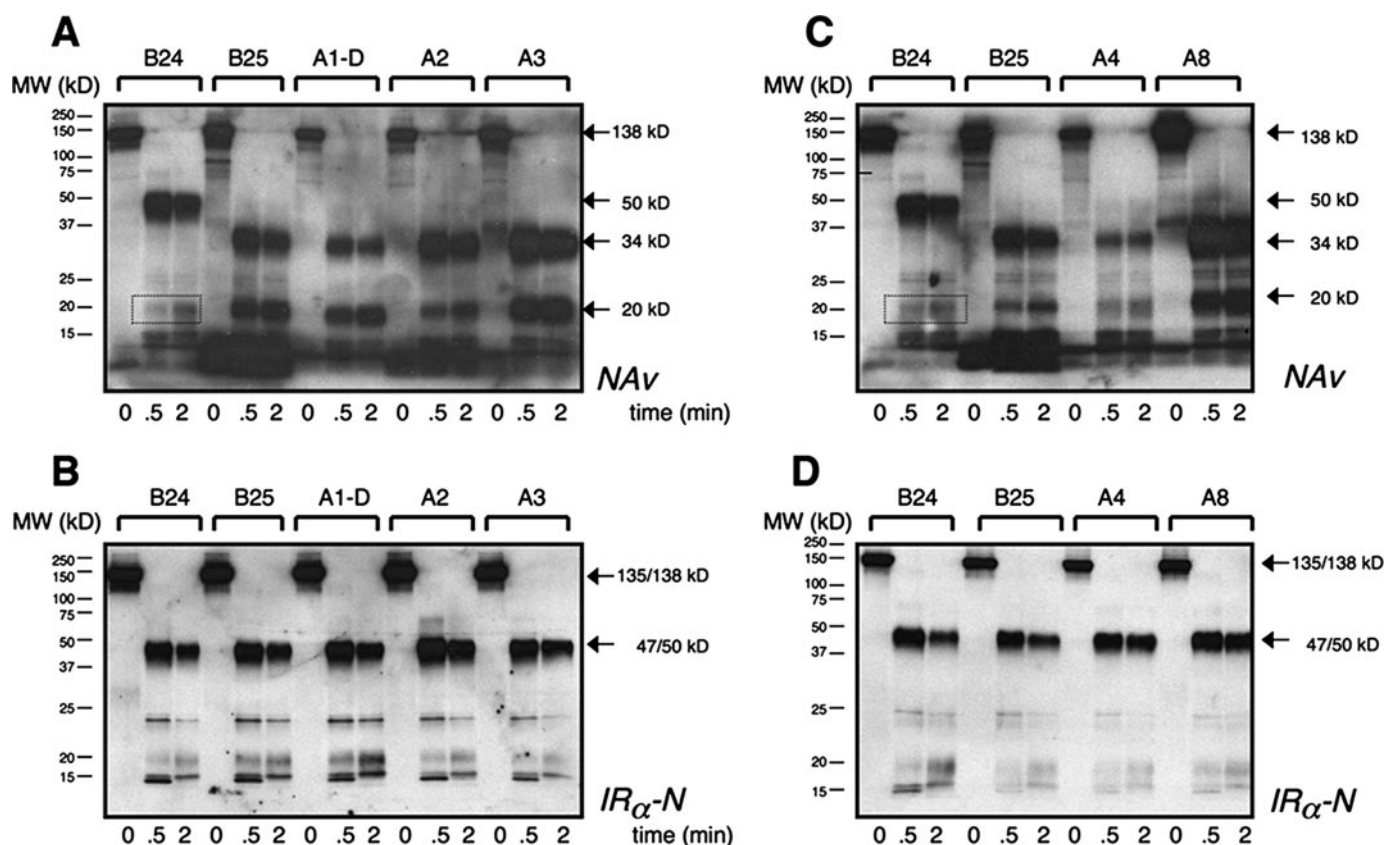 A
B24 B25 A1-D A2 A3
MW (kD)
250
150
100
75
50
37
25
20
15
138 kD
50 kD
34 kD
20 kD
NAv
0 .5 2 0 .5 2 0 .5 2 0 .5 2 0 .5 2 time (min)
C
B24 B25 A4 A8
MW (kD)
250
150
100
75
50
37
25
20
15
138 kD
50 kD
34 kD
20 kD
NAv
0 .5 2 0 .5 2 0 .5 2 0 .5 2
B
B24 B25 A1-D A2 A3
MW (kD)
250
150
100
75
50
37
25
20
15
135/138 kD
47/50 kD
IRα-N
0 .5 2 0 .5 2 0 .5 2 0 .5 2 0 .5 2 time (min)
D
B24 B25 A4 A8
MW (kD)
250
150
100
75
50
37
25
20
15
135/138 kD
47/50 kD
IRα-N
0 .5 2 0 .5 2 0 .5 2 0 .5 2